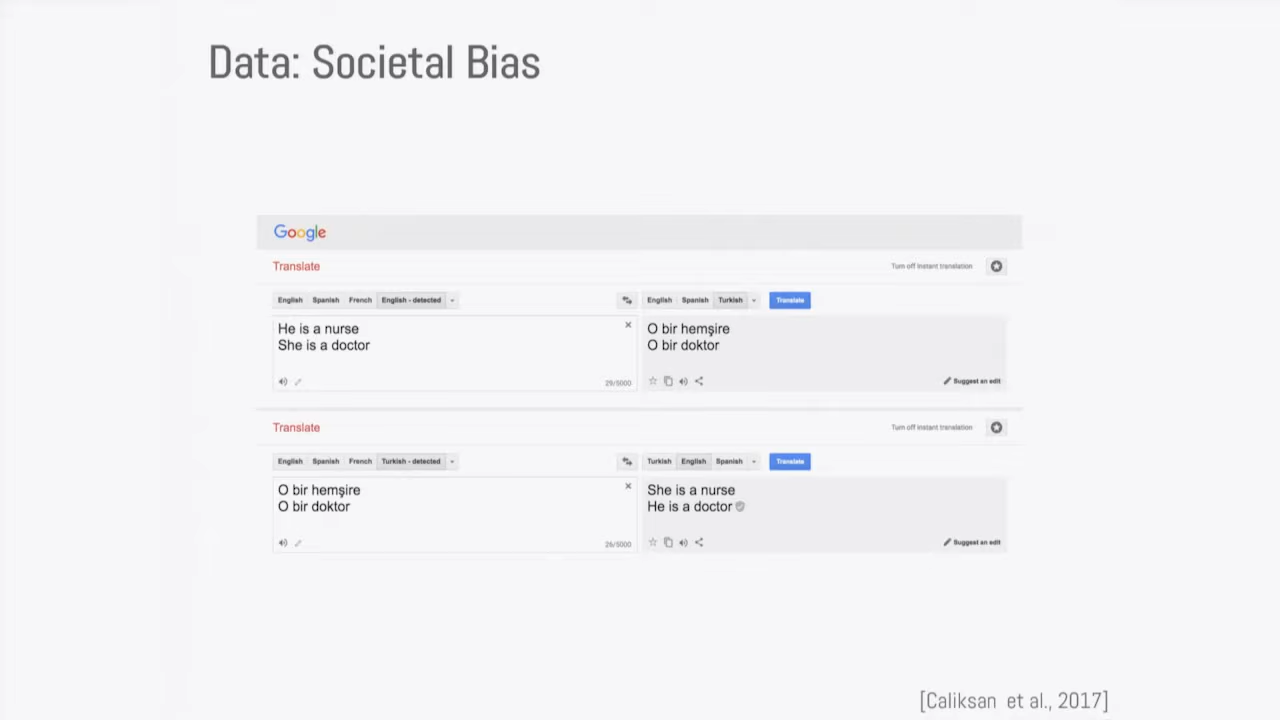 Data: Societal Bias
Google
Translate
Turn off instant translation
English Spanish French English - detected
English Spanish Turkish Translate
He is a nurse
She is a doctor
29/5000
O bir hemşire
O bir doktor
Suggest an edit
Translate
Turn off instant translation
English Spanish French Turkish - detected
Turkish English Spanish Translate
O bir hemşire
O bir doktor
26/5000
She is a nurse
He is a doctor
Suggest an edit
[Caliksan et al., 2017]